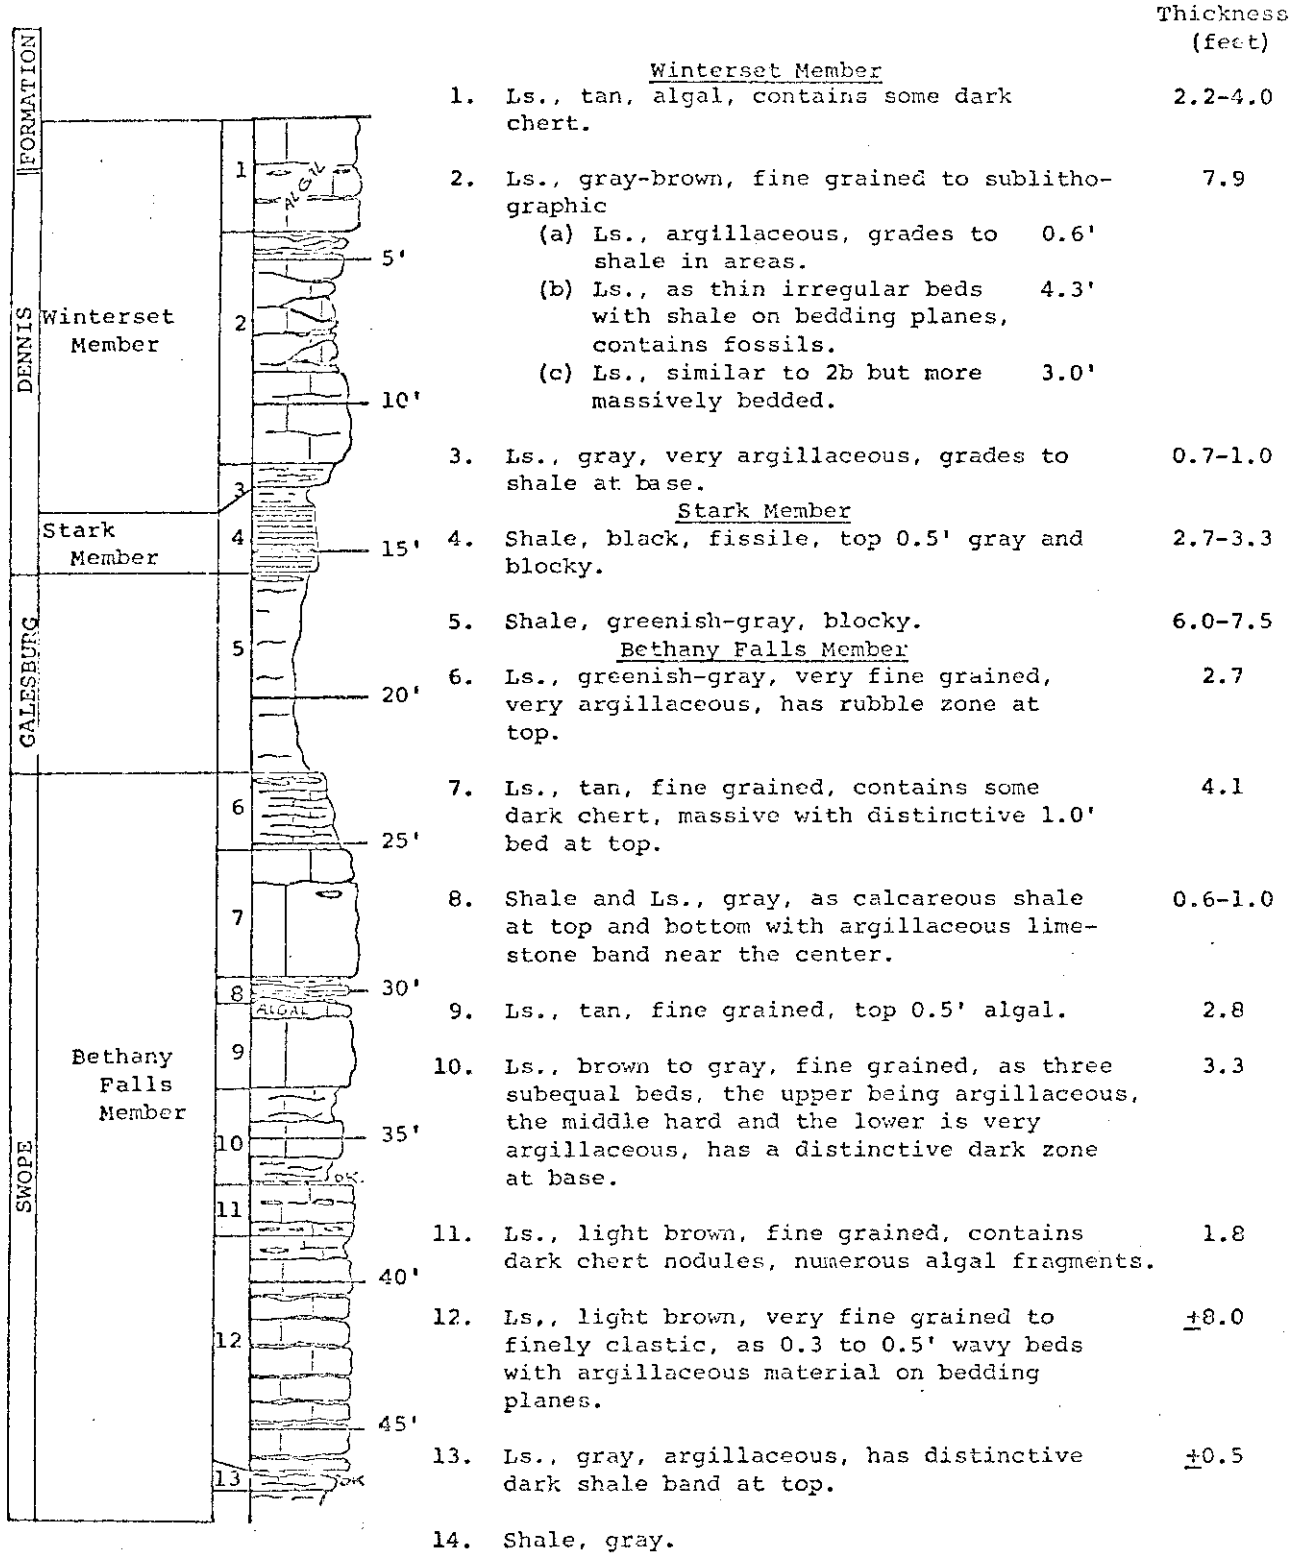 Thickness
(feet)
FORMATION
DENNIS
GALESBURG
SWOPE
Winterset
Member
Stark
Member
Bethany
Falls
Member
1
2
3
4
5
6
7
8
9
10
11
12
13
ALGAL
ALGAL
DK.
DK
5'
10'
15'
20'
25'
30'
35'
40'
45'
Winterset Member
1. Ls., tan, algal, contains some dark 2.2-4.0
chert.
2. Ls., gray-brown, fine grained to sublitho- 7.9
graphic
(a) Ls., argillaceous, grades to 0.6'
shale in areas.
(b) Ls., as thin irregular beds 4.3'
with shale on bedding planes,
contains fossils.
(c) Ls., similar to 2b but more 3.0'
massively bedded.
3. Ls., gray, very argillaceous, grades to 0.7-1.0
shale at base.
Stark Member
4. Shale, black, fissile, top 0.5' gray and 2.7-3.3
blocky.
5. Shale, greenish-gray, blocky. 6.0-7.5
Bethany Falls Member
6. Ls., greenish-gray, very fine grained, 2.7
very argillaceous, has rubble zone at
top.
7. Ls., tan, fine grained, contains some 4.1
dark chert, massive with distinctive 1.0'
bed at top.
8. Shale and Ls., gray, as calcareous shale 0.6-1.0
at top and bottom with argillaceous lime-
stone band near the center.
9. Ls., tan, fine grained, top 0.5' algal. 2.8
10. Ls., brown to gray, fine grained, as three 3.3
subequal beds, the upper being argillaceous,
the middle hard and the lower is very
argillaceous, has a distinctive dark zone
at base.
11. Ls., light brown, fine grained, contains 1.8
dark chert nodules, numerous algal fragments.
12. Ls., light brown, very fine grained to ±8.0
finely clastic, as 0.3 to 0.5' wavy beds
with argillaceous material on bedding
planes.
13. Ls., gray, argillaceous, has distinctive ±0.5
dark shale band at top.
14. Shale, gray.